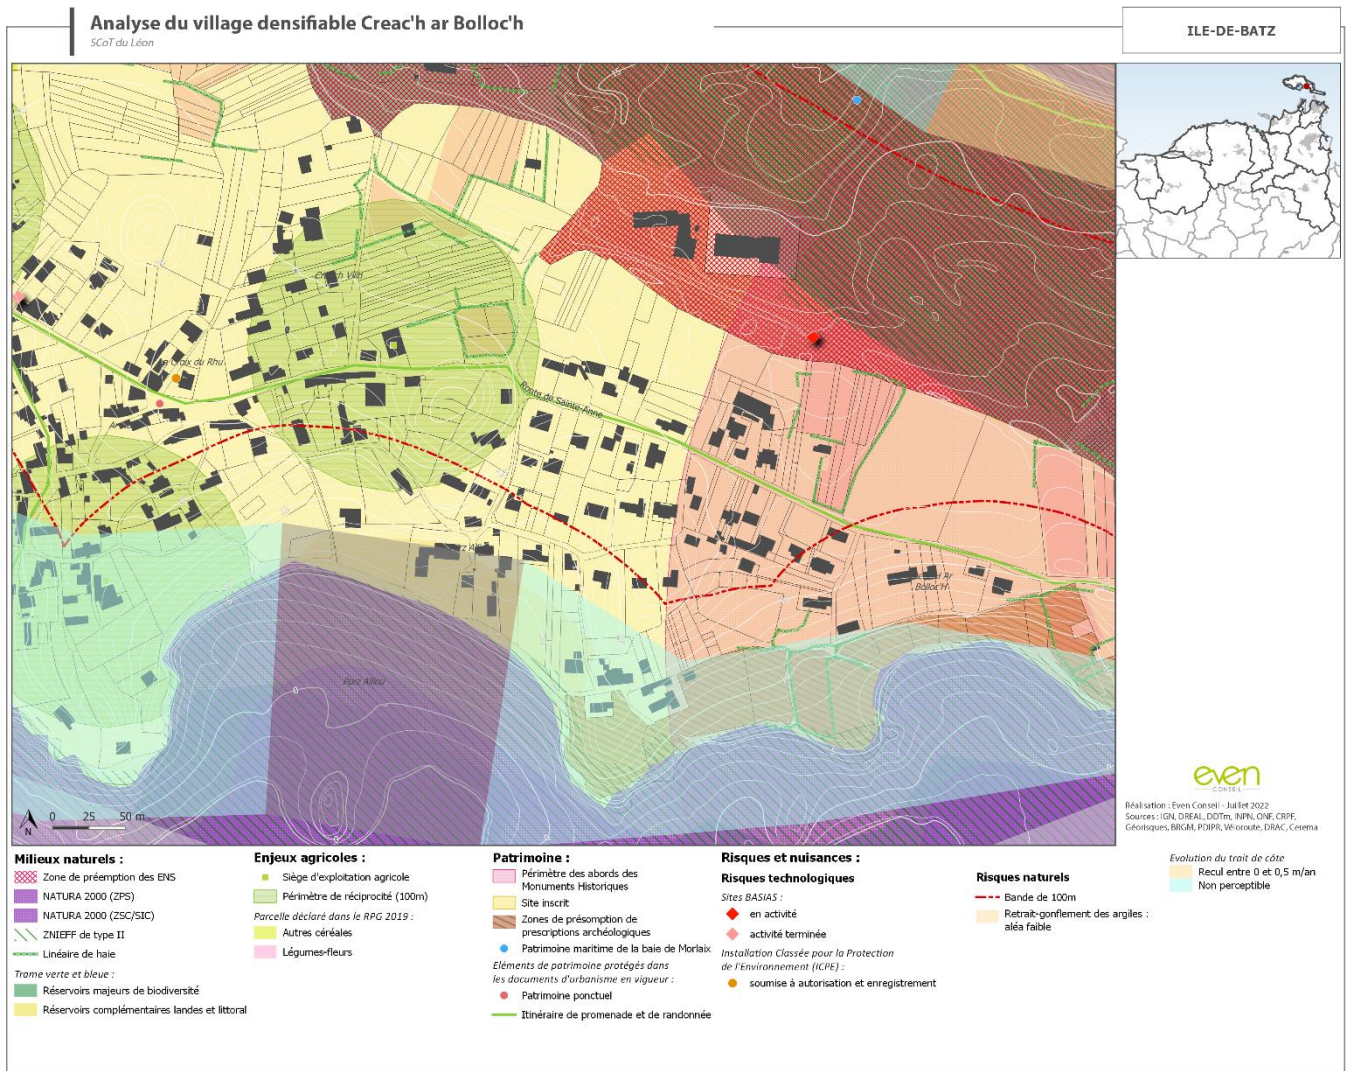 Analyse du village densifiable Creac'h ar Bolloc'h
SCoT du Léon
ILE-DE-BATZ
Creach Vilin
La Croix du Rhu
Route de Sainte-Anne
Porz Allou
Ar
Bolloc'H
0 25 50 m
N
even
CONSEIL
Réalisation : Even Conseil - Juillet 2022
Sources : IGN, DREAL, DDTm, INPN, ONF, CRPF,
Géorisques, BRGM, PDIPR, Véloroute, DRAC, Cerema
Milieux naturels :
Zone de préemption des ENS
NATURA 2000 (ZPS)
NATURA 2000 (ZSC/SIC)
ZNIEFF de type II
Linéaire de haie
Trame verte et bleue :
Réservoirs majeurs de biodiversité
Réservoirs complémentaires landes et littoral
Enjeux agricoles :
Siège d'exploitation agricole
Périmètre de réciprocité (100m)
Parcelle déclaré dans le RPG 2019 :
Autres céréales
Légumes-fleurs
Patrimoine :
Périmètre des abords des
Monuments Historiques
Site inscrit
Zones de présomption de
prescriptions archéologiques
Patrimoine maritime de la baie de Morlaix
Eléments de patrimoine protégés dans
les documents d'urbanisme en vigueur :
Patrimoine ponctuel
Itinéraire de promenade et de randonnée
Risques et nuisances :
Risques technologiques
Sites BASIAS :
en activité
activité terminée
Installation Classée pour la Protection
de l'Environnement (ICPE) :
soumise à autorisation et enregistrement
Risques naturels
Bande de 100m
Retrait-gonflement des argiles :
aléa faible
Evolution du trait de côte
Recul entre 0 et 0,5 m/an
Non perceptible